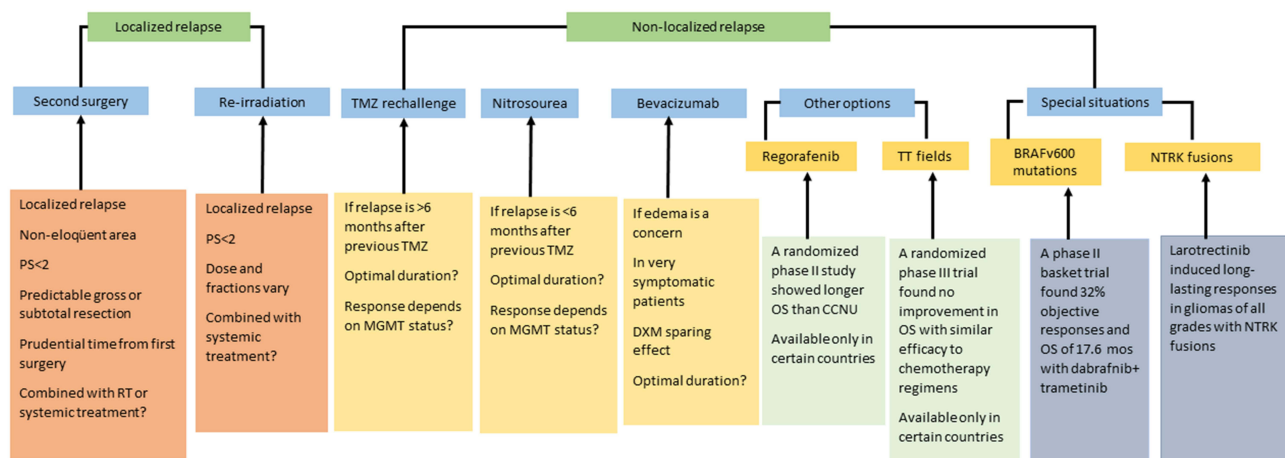 Localized relapse
Non-localized relapse
Second surgery
Re-irradiation
TMZ rechallenge
Nitrosourea
Bevacizumab
Other options
Special situations
Regorafenib
TT fields
BRAFv600
mutations
NTRK fusions
Localized relapse
Non-eloqüent area
PS<2
Predictable gross or
subtotal resection
Prudential time from first
surgery
Combined with RT or
systemic treatment?
Localized relapse
PS<2
Dose and
fractions vary
Combined with
systemic
treatment?
If relapse is >6
months after
previous TMZ
Optimal duration?
Response depends
on MGMT status?
If relapse is <6
months after
previous TMZ
Optimal duration?
Response depends
on MGMT status?
If edema is a
concern
In very
symptomatic
patients
DXM sparing
effect
Optimal duration?
A randomized
phase II study
showed longer
OS than CCNU
Available only in
certain countries
A randomized
phase III trial
found no
improvement in
OS with similar
efficacy to
chemotherapy
regimens
Available only in
certain countries
A phase II
basket trial
found 32%
objective
responses and
OS of 17.6 mos
with dabrafnib+
trametinib
Larotrectinib
induced long-
lasting responses
in gliomas of all
grades with NTRK
fusions